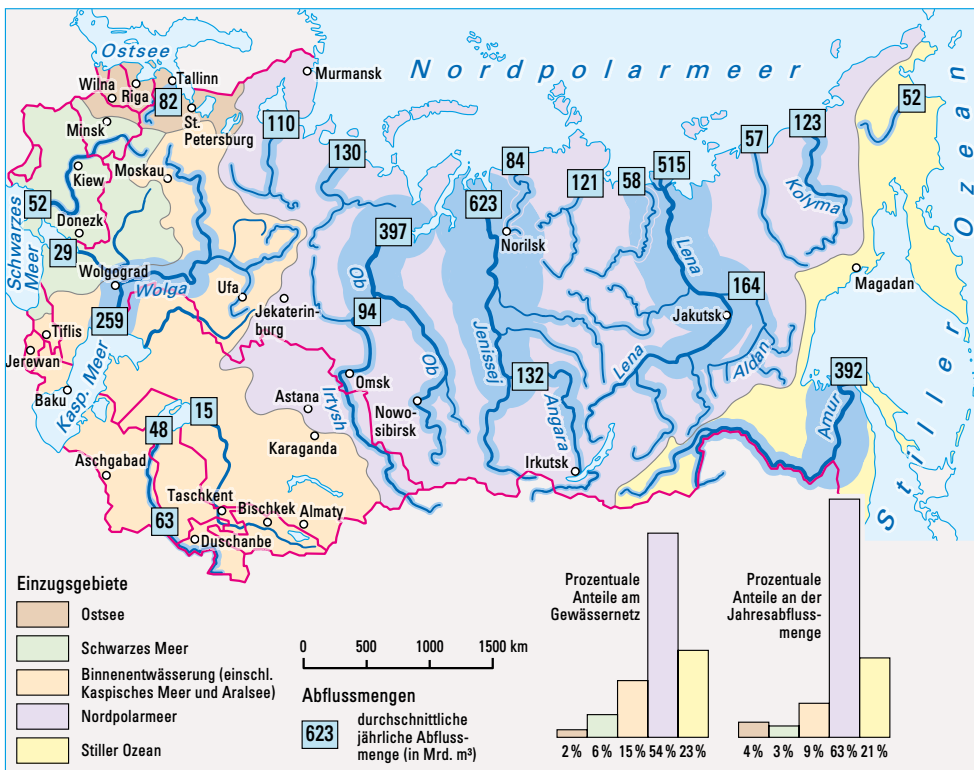 Ostsee
Nordpolarmeer
Stiller Ozean
Schwarzes
Meer
Kasp. Meer
Murmansk
Tallinn
Wilna
Riga
82
St.
Petersburg
Minsk
110
130
84
121
58
515
57
123
52
Moskau
Kiew
52
Donezk
29
Wolgograd
Wolga
259
Ufa
Jekaterin-
burg
397
623
Norilsk
Kolyma
Ob
94
Ob
Jenissei
Lena
164
Jakutsk
Magadan
Tiflis
Jerewan
Baku
Omsk
Irtysh
Astana
Nowo-
sibirsk
132
Angara
Lena
Aldan
392
Amur
15
48
Karaganda
Irkutsk
Aschgabad
Taschkent
Bischkek
Almaty
63
Duschanbe
Einzugsgebiete
Ostsee
Schwarzes Meer
Binnenentwässerung (einschl.
Kaspisches Meer und Aralsee)
Nordpolarmeer
Stiller Ozean
0 500 1000 1500 km
Abflussmengen
623
durchschnittliche
jährliche Abfluss-
menge (in Mrd. m³)
Prozentuale
Anteile am
Gewässernetz
2 % 6 % 15 % 54 % 23 %
Prozentuale
Anteile an der
Jahresabfluss-
menge
4 % 3 % 9 % 63 % 21 %